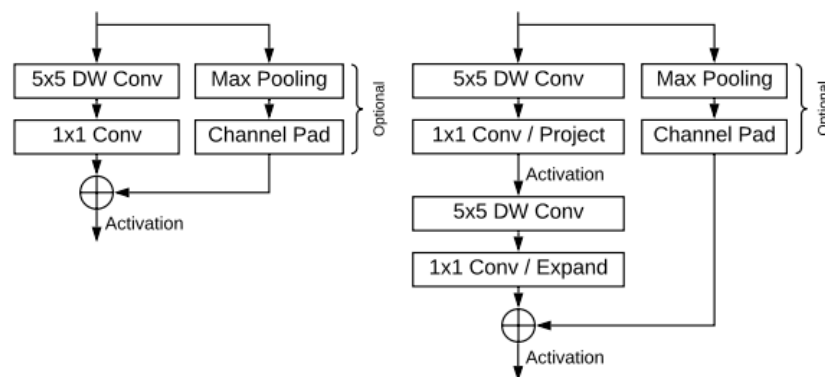 5x5 DW Conv
Max Pooling
1x1 Conv
Channel Pad
Optional
Activation
5x5 DW Conv
Max Pooling
1x1 Conv / Project
Channel Pad
Optional
Activation
5x5 DW Conv
1x1 Conv / Expand
Activation